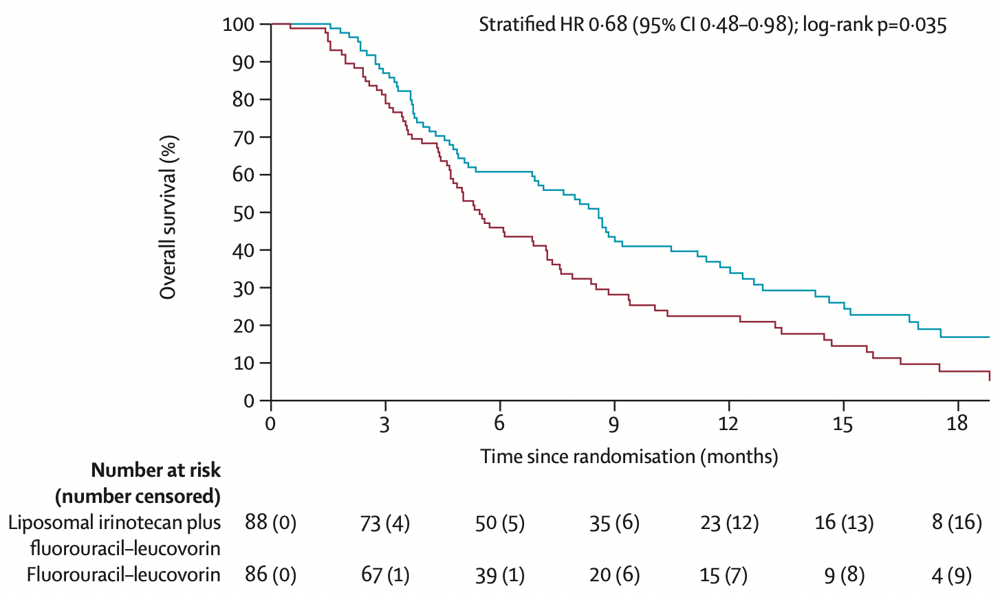 Stratified HR 0·68 (95% CI 0·48–0·98); log-rank p=0·035
Overall survival (%)
100
90
80
70
60
50
40
30
20
10
0
0 3 6 9 12 15 18
Time since randomisation (months)
Number at risk
(number censored)
Liposomal irinotecan plus 88 (0) 73 (4) 50 (5) 35 (6) 23 (12) 16 (13) 8 (16)
fluorouracil–leucovorin
Fluorouracil–leucovorin 86 (0) 67 (1) 39 (1) 20 (6) 15 (7) 9 (8) 4 (9)